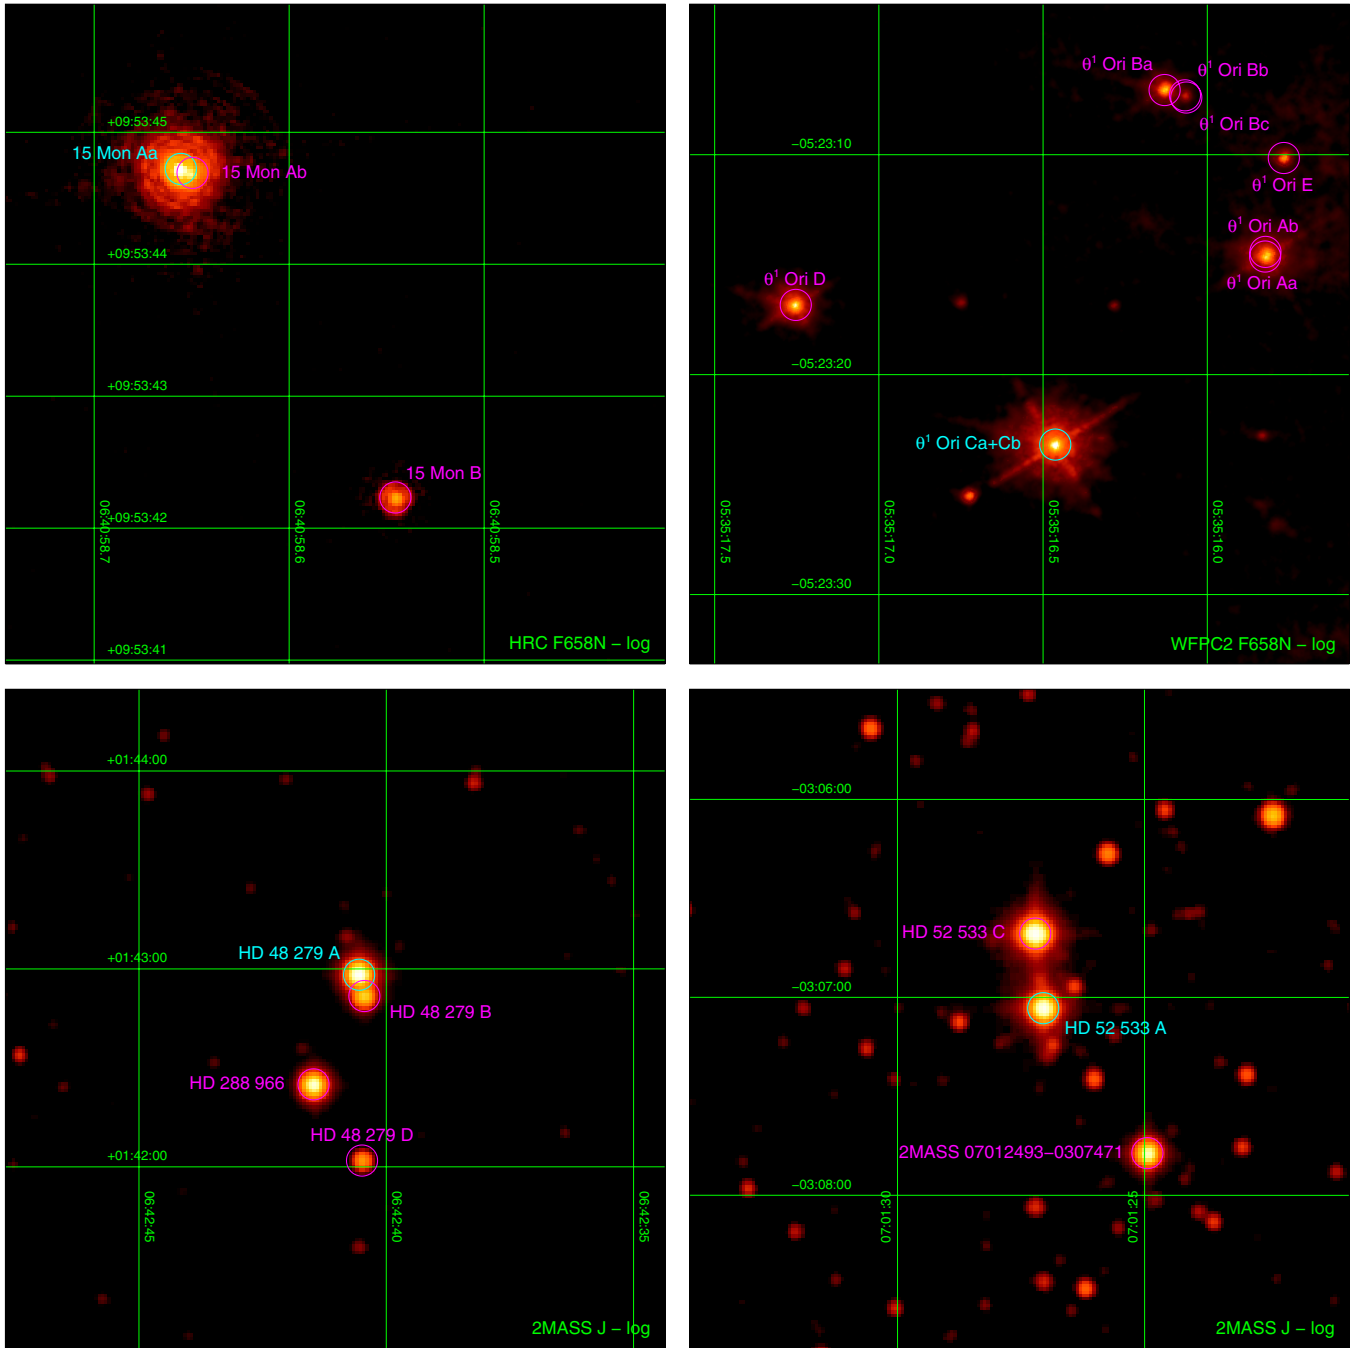 +09:53:45
15 Mon Aa
15 Mon Ab
+09:53:44
+09:53:43
15 Mon B
+09:53:42
06:40:58.7
06:40:58.6
06:40:58.5
+09:53:41
HRC F658N − log
θ¹ Ori Ba
θ¹ Ori Bb
θ¹ Ori Bc
−05:23:10
θ¹ Ori E
θ¹ Ori Ab
θ¹ Ori Aa
θ¹ Ori D
−05:23:20
θ¹ Ori Ca+Cb
05:35:17.5
05:35:17.0
05:35:16.5
05:35:16.0
−05:23:30
WFPC2 F658N − log
+01:44:00
HD 48 279 A
+01:43:00
HD 48 279 B
HD 288 966
HD 48 279 D
+01:42:00
06:42:45
06:42:40
06:42:35
2MASS J − log
−03:06:00
HD 52 533 C
−03:07:00
HD 52 533 A
2MASS 07012493−0307471
−03:08:00
07:01:30
07:01:25
2MASS J − log